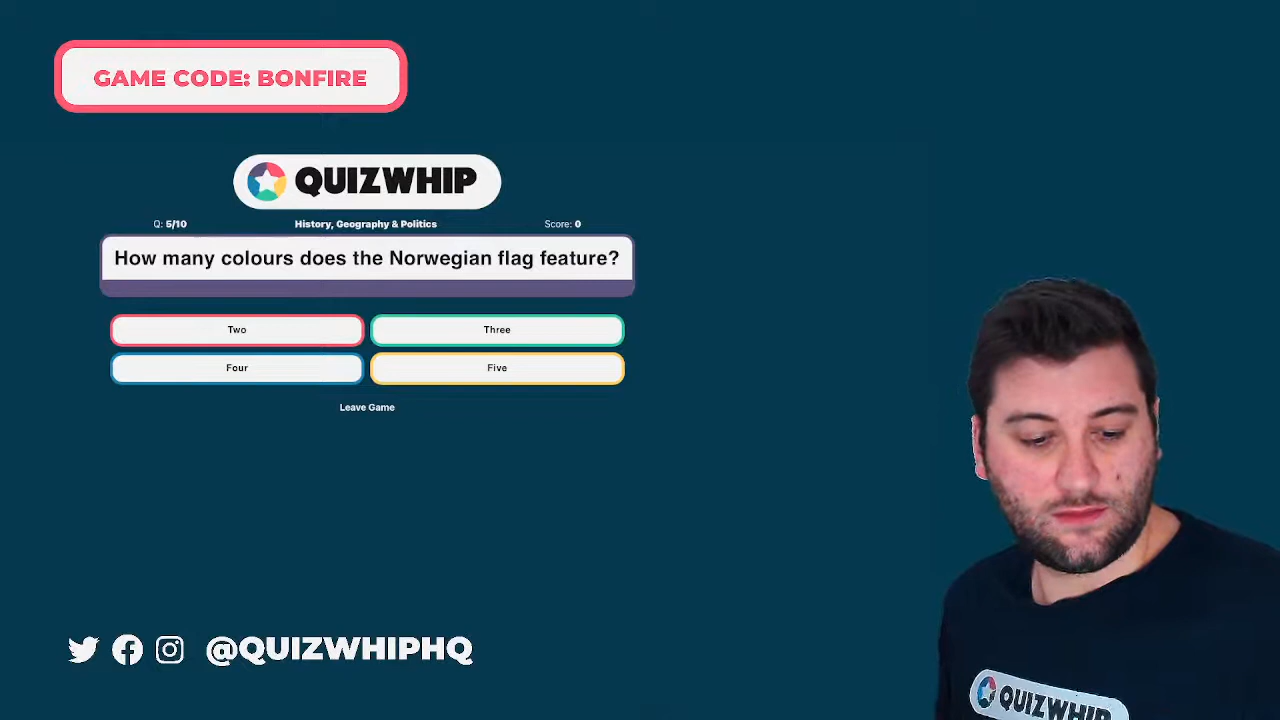 GAME CODE: BONFIRE
QUIZWHIP
Q: 5/10 History, Geography & Politics Score: 0
How many colours does the Norwegian flag feature?
Two Three
Four Five
Leave Game
@QUIZWHIPHQ
QUIZWHIP